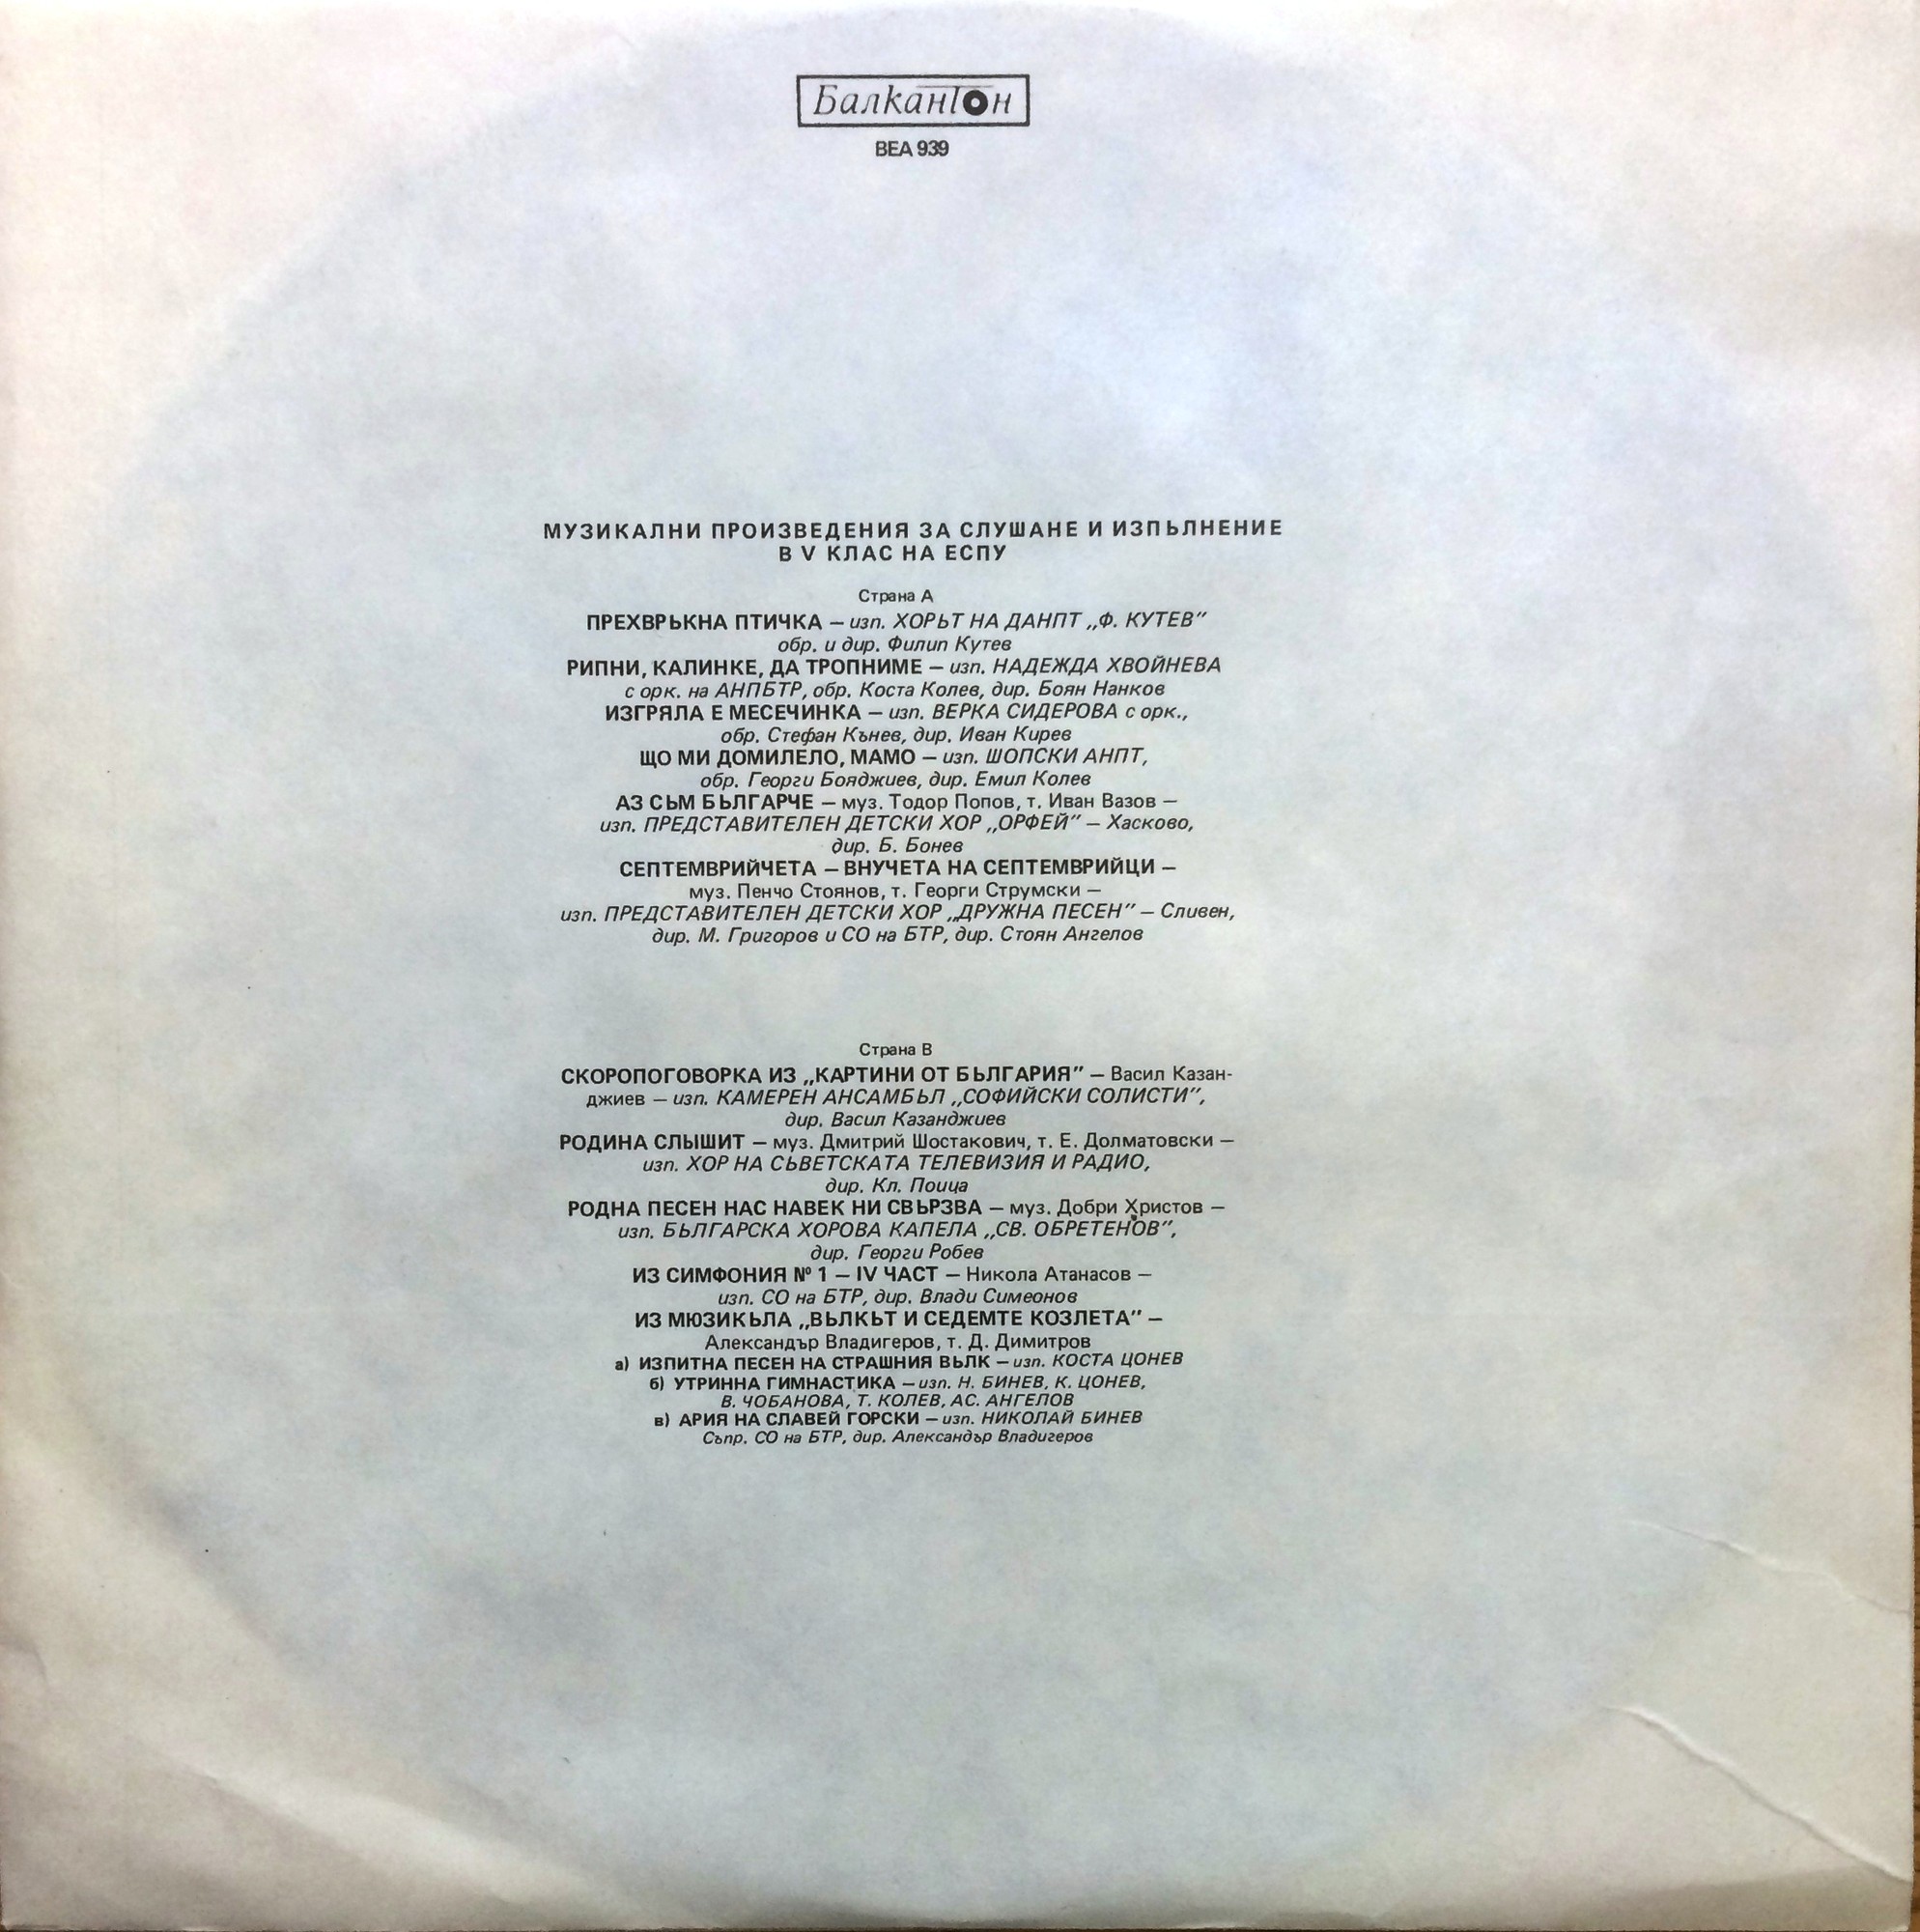 Балкантон
ВЕА 939
МУЗИКАЛНИ ПРОИЗВЕДЕНИЯ ЗА СЛУШАНЕ И ИЗПЪЛНЕНИЕ
В V КЛАС НА ЕСПУ
Страна А
ПРЕХВРЪКНА ПТИЧКА – изп. ХОРЪТ НА ДАНПТ „Ф. КУТЕВ”
обр. и дир. Филип Кутев
РИПНИ, КАЛИНКЕ, ДА ТРОПНИМЕ – изп. НАДЕЖДА ХВОЙНЕВА
с орк. на АНПБТР, обр. Коста Колев, дир. Боян Нанков
ИЗГРЯЛА Е МЕСЕЧИНКА – изп. ВЕРКА СИДЕРОВА с орк.,
обр. Стефан Кънев, дир. Иван Кирев
ЩО МИ ДОМИЛЕЛО, МАМО – изп. ШОПСКИ АНПТ,
обр. Георги Бояджиев, дир. Емил Колев
АЗ СЪМ БЪЛГАРЧЕ – муз. Тодор Попов, т. Иван Вазов –
изп. ПРЕДСТАВИТЕЛЕН ДЕТСКИ ХОР „ОРФЕЙ” – Хасково,
дир. Б. Бонев
СЕПТЕМВРИЙЧЕТА – ВНУЧЕТА НА СЕПТЕМВРИЙЦИ –
муз. Пенчо Стоянов, т. Георги Струмски –
изп. ПРЕДСТАВИТЕЛЕН ДЕТСКИ ХОР „ДРУЖНА ПЕСЕН” – Сливен,
дир. М. Григоров и СО на БТР, дир. Стоян Ангелов
Страна В
СКОРОПОГОВОРКА ИЗ „КАРТИНИ ОТ БЪЛГАРИЯ” – Васил Казан-
джиев – изп. КАМЕРЕН АНСАМБЪЛ „СОФИЙСКИ СОЛИСТИ”,
дир. Васил Казанджиев
РОДИНА СЛЫШИТ – муз. Дмитрий Шостакович, т. Е. Долматовски –
изп. ХОР НА СЪВЕТСКАТА ТЕЛЕВИЗИЯ И РАДИО,
дир. Кл. Поица
РОДНА ПЕСЕН НАС НАВЕК НИ СВЪРЗВА – муз. Добри Христов –
изп. БЪЛГАРСКА ХОРОВА КАПЕЛА „СВ. ОБРЕТЕНОВ”,
дир. Георги Робев
ИЗ СИМФОНИЯ № 1 – IV ЧАСТ – Никола Атанасов –
изп. СО на БТР, дир. Влади Симеонов
ИЗ МЮЗИКЪЛА „ВЪЛКЪТ И СЕДЕМТЕ КОЗЛЕТА” –
Александър Владигеров, т. Д. Димитров
а) ИЗПИТНА ПЕСЕН НА СТРАШНИЯ ВЪЛК – изп. КОСТА ЦОНЕВ
б) УТРИННА ГИМНАСТИКА – изп. Н. БИНЕВ, К. ЦОНЕВ,
В. ЧОБАНОВА, Т. КОЛЕВ, АС. АНГЕЛОВ
в) АРИЯ НА СЛАВЕЙ ГОРСКИ – изп. НИКОЛАЙ БИНЕВ
Съпр. СО на БТР, дир. Александър Владигеров